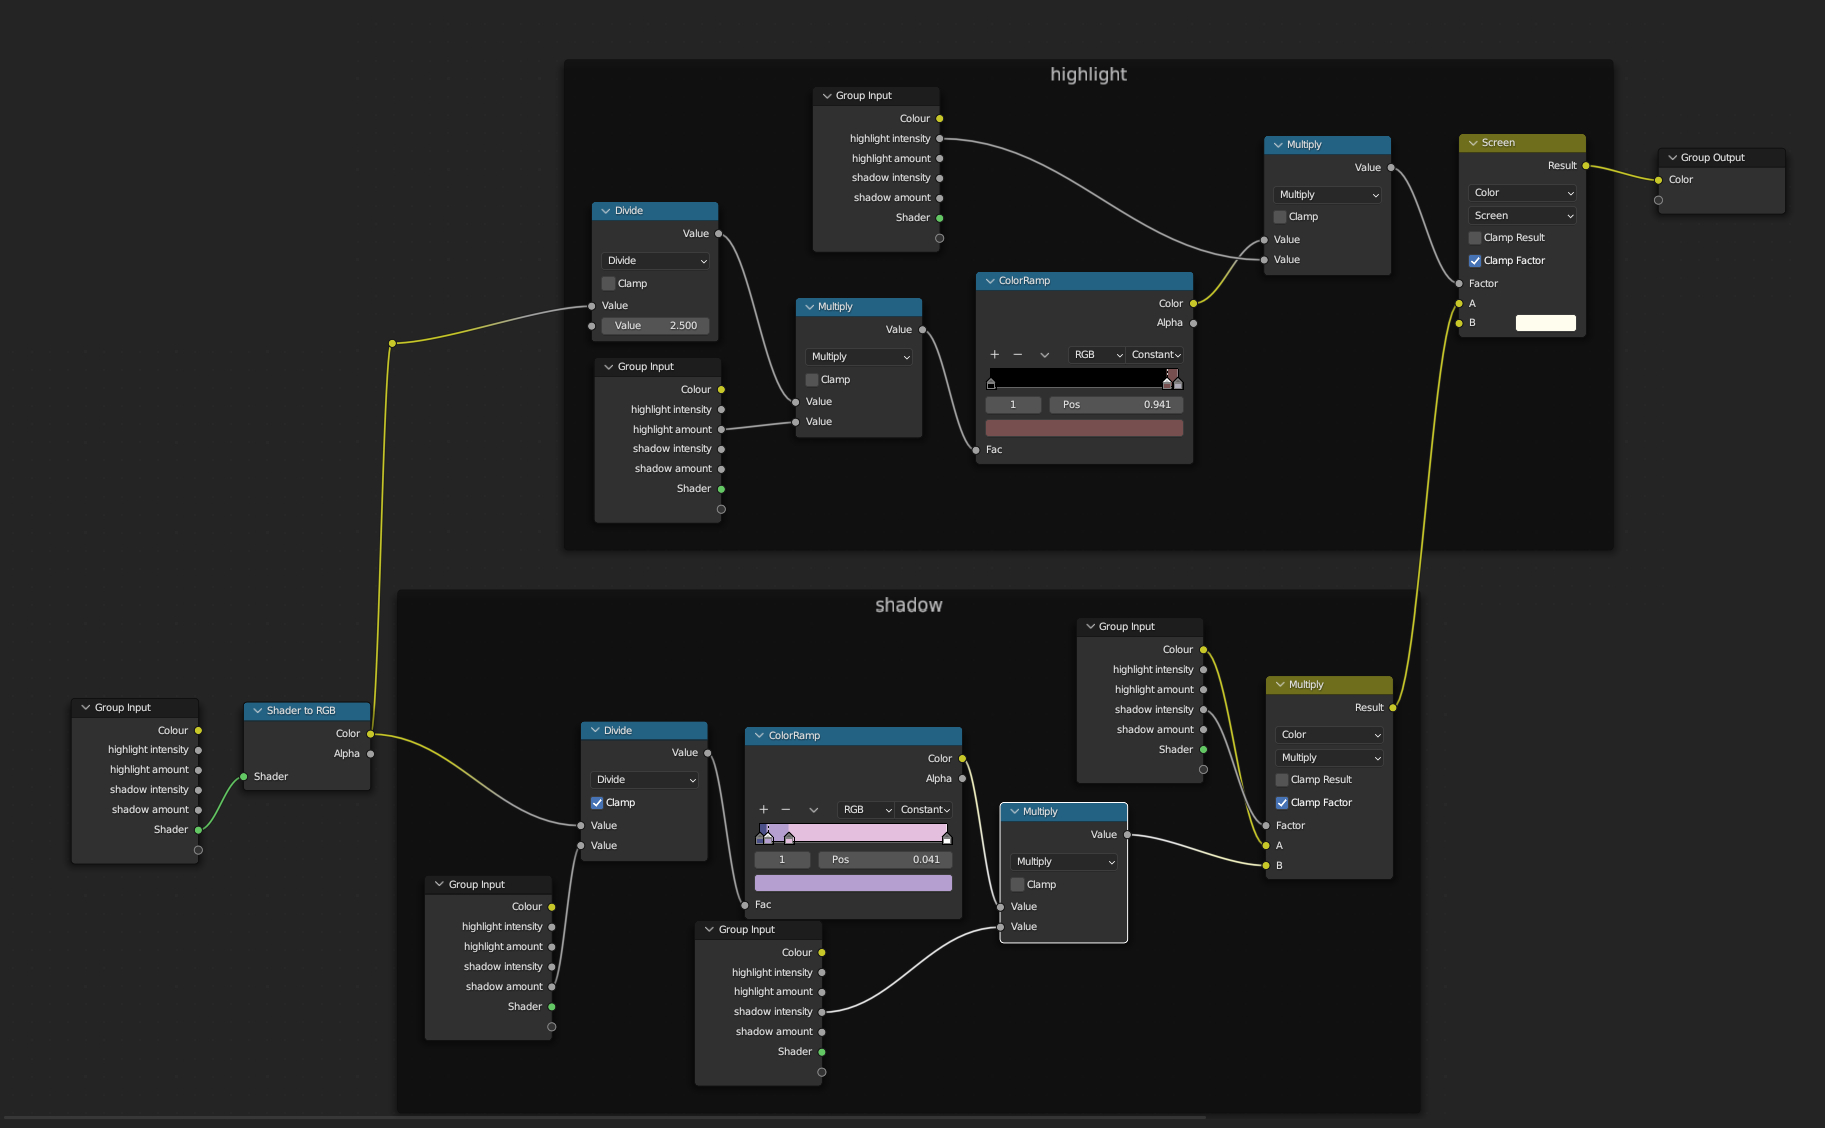 highlight
Group Input
Colour
highlight intensity
highlight amount
shadow intensity
shadow amount
Shader
Divide
Value
Divide
Clamp
Value
Value 2.500
Group Input
Colour
highlight intensity
highlight amount
shadow intensity
shadow amount
Shader
Multiply
Value
Multiply
Clamp
Value
Value
ColorRamp
Color
Alpha
RGB Constant
1 Pos 0.941
Fac
Multiply
Value
Multiply
Clamp
Value
Value
Screen
Result
Color
Screen
Clamp Result
Clamp Factor
Factor
A
B
Group Output
Color
shadow
Group Input
Colour
highlight intensity
highlight amount
shadow intensity
shadow amount
Shader
Shader to RGB
Color
Alpha
Shader
Divide
Value
Divide
Clamp
Value
Value
Group Input
Colour
highlight intensity
highlight amount
shadow intensity
shadow amount
Shader
ColorRamp
Color
Alpha
RGB Constant
1 Pos 0.041
Fac
Group Input
Colour
highlight intensity
highlight amount
shadow intensity
shadow amount
Shader
Multiply
Value
Multiply
Clamp
Value
Value
Group Input
Colour
highlight intensity
highlight amount
shadow intensity
shadow amount
Shader
Multiply
Result
Color
Multiply
Clamp Result
Clamp Factor
Factor
A
B